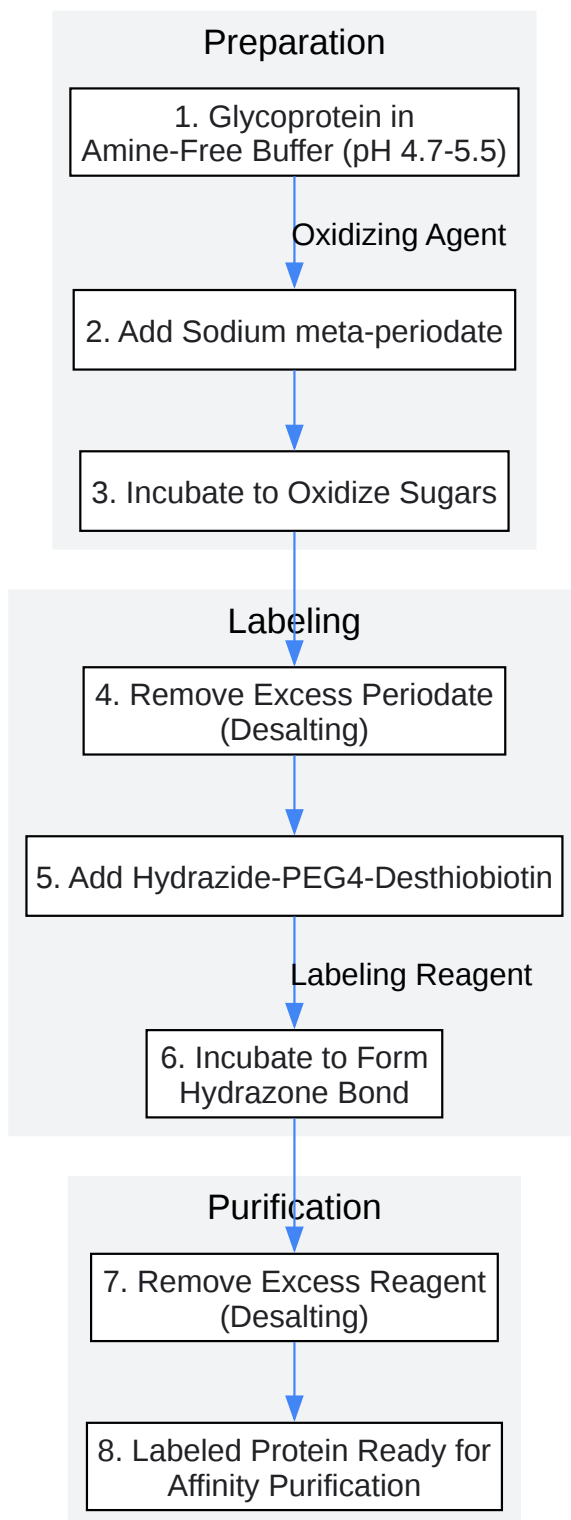 Preparation
1. Glycoprotein in
Amine-Free Buffer (pH 4.7-5.5)
Oxidizing Agent
2. Add Sodium meta-periodate
3. Incubate to Oxidize Sugars
Labeling
4. Remove Excess Periodate
(Desalting)
5. Add Hydrazide-PEG4-Desthiobiotin
Labeling Reagent
6. Incubate to Form
Hydrazone Bond
Purification
7. Remove Excess Reagent
(Desalting)
8. Labeled Protein Ready for
Affinity Purification